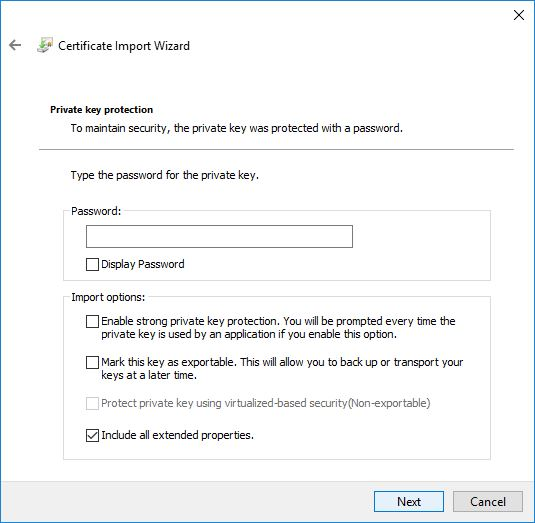 Certificate Import Wizard
Private key protection
To maintain security, the private key was protected with a password.
Type the password for the private key.
Password:
Display Password
Import options:
Enable strong private key protection. You will be prompted every time the
private key is used by an application if you enable this option.
Mark this key as exportable. This will allow you to back up or transport your
keys at a later time.
Protect private key using virtualized-based security(Non-exportable)
Include all extended properties.
Next
Cancel